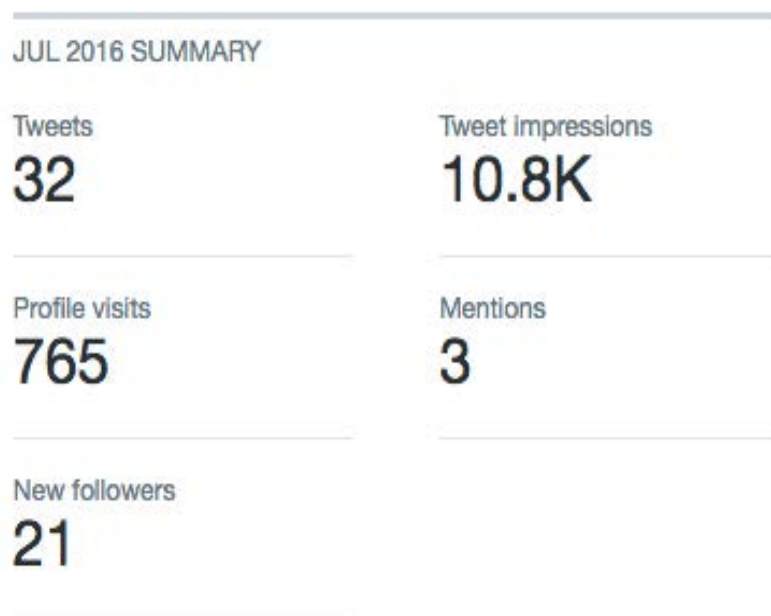 JUL 2016 SUMMARY
Tweets
32
Tweet impressions
10.8K
Profile visits
765
Mentions
3
New followers
21